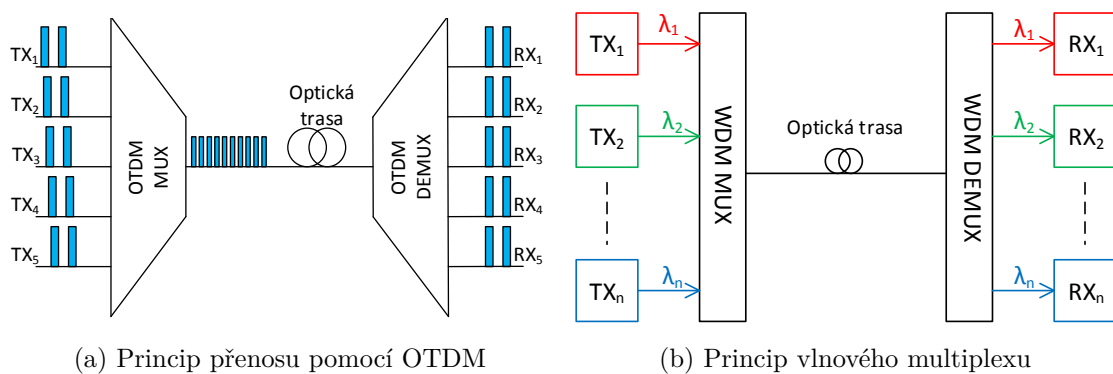 TX1
TX2
TX3
TX4
TX5
OTDM
MUX
Optická
trasa
OTDM
DEMUX
RX1
RX2
RX3
RX4
RX5
(a) Princip přenosu pomocí OTDM
TX1
λ1
TX2
λ2
TXn
λn
WDM MUX
Optická trasa
WDM DEMUX
λ1
RX1
λ2
RX2
λn
RXn
(b) Princip vlnového multiplexu